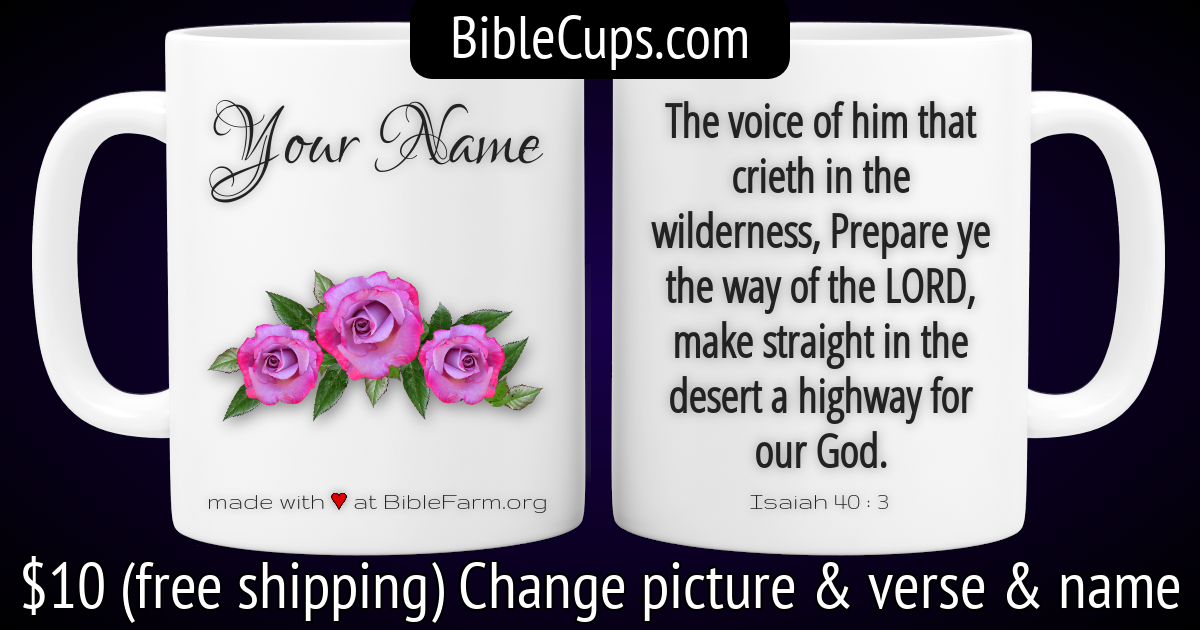 BibleCups.com
Your Name
made with ♥ at BibleFarm.org
The voice of him that
crieth in the
wilderness, Prepare ye
the way of the LORD,
make straight in the
desert a highway for
our God.
Isaiah 40 : 3
$10 (free shipping) Change picture & verse & name